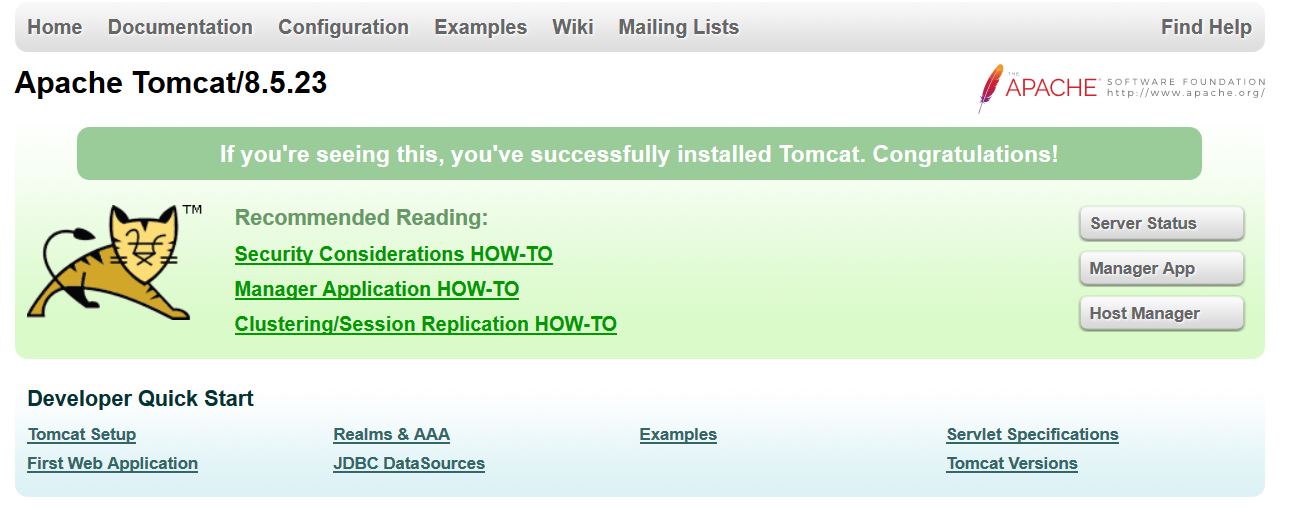 Home Documentation Configuration Examples Wiki Mailing Lists Find Help
Apache Tomcat/8.5.23
THE
APACHE® SOFTWARE FOUNDATION
http://www.apache.org/
If you're seeing this, you've successfully installed Tomcat. Congratulations!
TM
Recommended Reading:
Security Considerations HOW-TO
Manager Application HOW-TO
Clustering/Session Replication HOW-TO
Server Status
Manager App
Host Manager
Developer Quick Start
Tomcat Setup Realms & AAA Examples Servlet Specifications
First Web Application JDBC DataSources Tomcat Versions